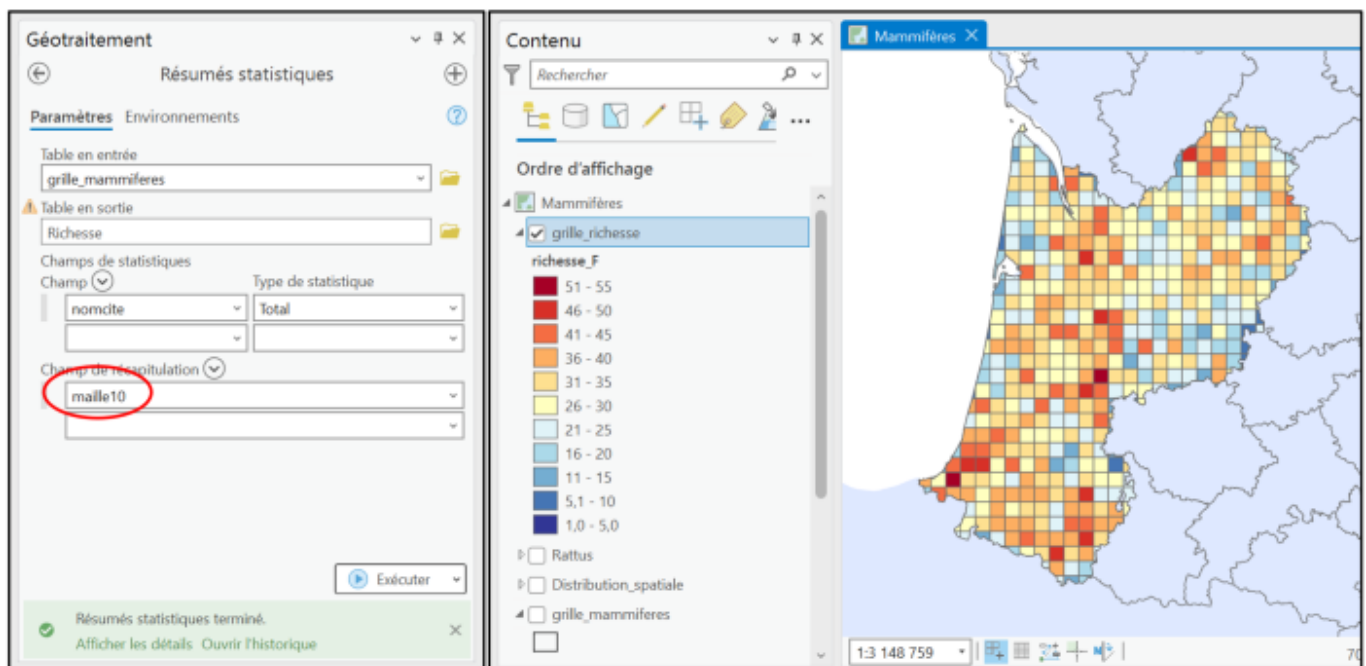 Géotraitement
Résumés statistiques
Paramètres Environnements
Table en entrée
grille_mammiferes
Table en sortie
Richesse
Champs de statistiques
Champ Type de statistique
nomcite Total
Champ de récapitulation
maille10
Exécuter
Résumés statistiques terminé.
Afficher les détails Ouvrir l'historique
Contenu
Rechercher
Ordre d'affichage
Mammifères
grille_richesse
richesse_F
51 - 55
46 - 50
41 - 45
36 - 40
31 - 35
26 - 30
21 - 25
16 - 20
11 - 15
5,1 - 10
1,0 - 5,0
Rattus
Distribution_spatiale
grille_mammiferes
Mammifères
1:3 148 759
70